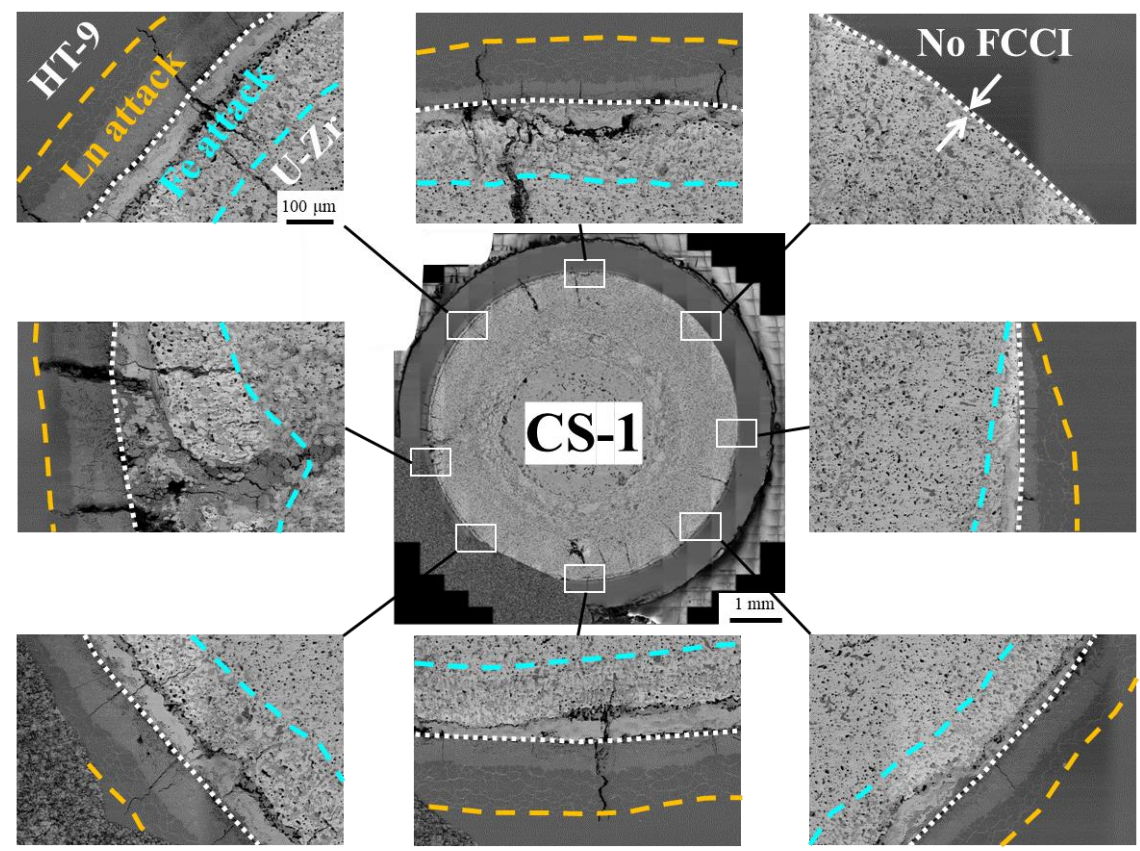 HT-9
Ln attack
Fe attack
U-Zr
100 μm
No FCCI
CS-1
1 mm